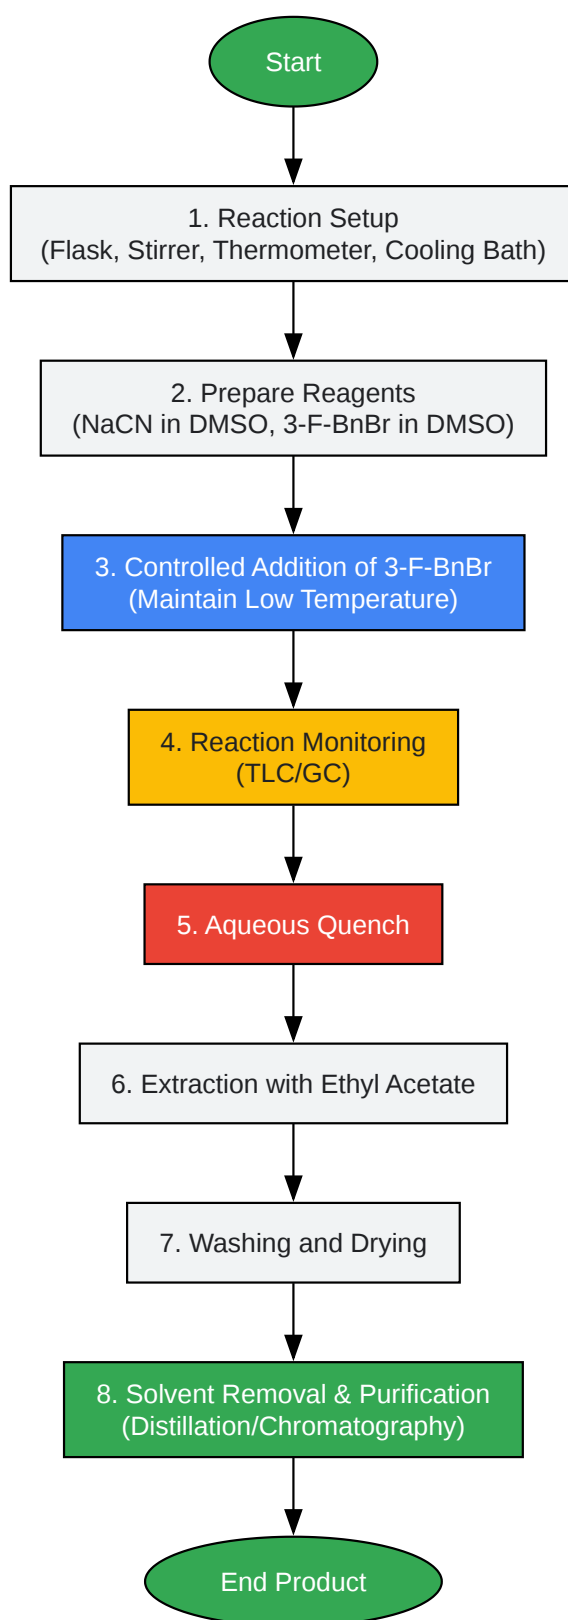 Start
1. Reaction Setup
(Flask, Stirrer, Thermometer, Cooling Bath)
2. Prepare Reagents
(NaCN in DMSO, 3-F-BnBr in DMSO)
3. Controlled Addition of 3-F-BnBr
(Maintain Low Temperature)
4. Reaction Monitoring
(TLC/GC)
5. Aqueous Quench
6. Extraction with Ethyl Acetate
7. Washing and Drying
8. Solvent Removal & Purification
(Distillation/Chromatography)
End Product